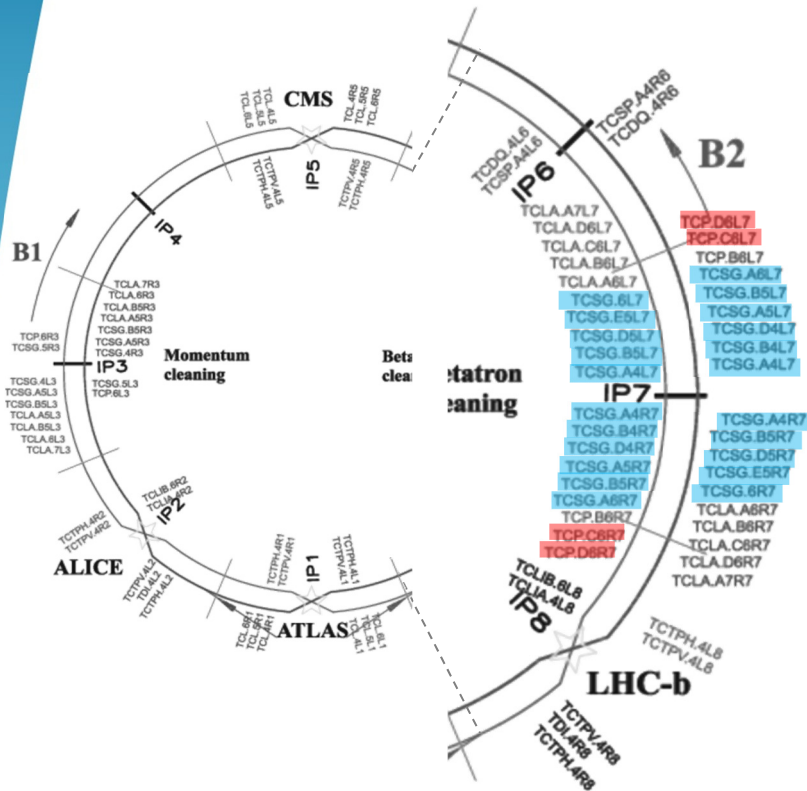 CMS
TCL.4L5
TCL.5L5
TCL.6L5
TCL.4R5
TCL.5R5
TCL.6R5
TCTPV.4L5
TCTPH.4L5
IP5
TCTPV.4R5
TCTPH.4R5
IP4
B1
TCLA.7R3
TCLA.6R3
TCLA.B5R3
TCLA.A5R3
TCSG.B5R3
TCSG.A5R3
TCSG.4R3
TCP.6R3
TCSG.5R3
IP3
Momentum
cleaning
TCSG.5L3
TCP.6L3
TCSG.4L3
TCSG.A5L3
TCSG.B5L3
TCLA.A5L3
TCLA.B5L3
TCLA.6L3
TCLA.7L3
TCLIB.6R2
TCLIA.4R2
IP2
TCTPH.4R2
TCTPV.4R2
ALICE
TCTPV.4L2
TDI.4L2
TCTPH.4L2
TCTPH.4R1
TCTPV.4R1
IP1
TCTPH.4L1
TCTPV.4L1
ATLAS
TCL.6R1
TCL.5R1
TCL.4R1
TCL.6L1
TCL.5L1
TCL.4L1
Beta
clea
TCSP.A4R6
TCDQ.4R6
TCDQ.4L6
TCSP.A4L6
IP6
B2
TCLA.A7L7
TCLA.D6L7
TCLA.C6L7
TCLA.B6L7
TCLA.A6L7
TCSG.6L7
TCSG.E5L7
TCSG.D5L7
TCSG.B5L7
TCSG.A4L7
TCP.D6L7
TCP.C6L7
TCP.B6L7
TCSG.A6L7
TCSG.B5L7
TCSG.A5L7
TCSG.D4L7
TCSG.B4L7
TCSG.A4L7
etatron
eaning
IP7
TCSG.A4R7
TCSG.B4R7
TCSG.D4R7
TCSG.A5R7
TCSG.B5R7
TCSG.A6R7
TCP.B6R7
TCP.C6R7
TCP.D6R7
TCSG.A4R7
TCSG.B5R7
TCSG.D5R7
TCSG.E5R7
TCSG.6R7
TCLA.A6R7
TCLA.B6R7
TCLA.C6R7
TCLA.D6R7
TCLA.A7R7
TCLIB.6L8
TCLIA.4L8
IP8
TCTPH.4L8
TCTPV.4L8
LHC-b
TCTPV.4R8
TDI.4R8
TCTPH.4R8